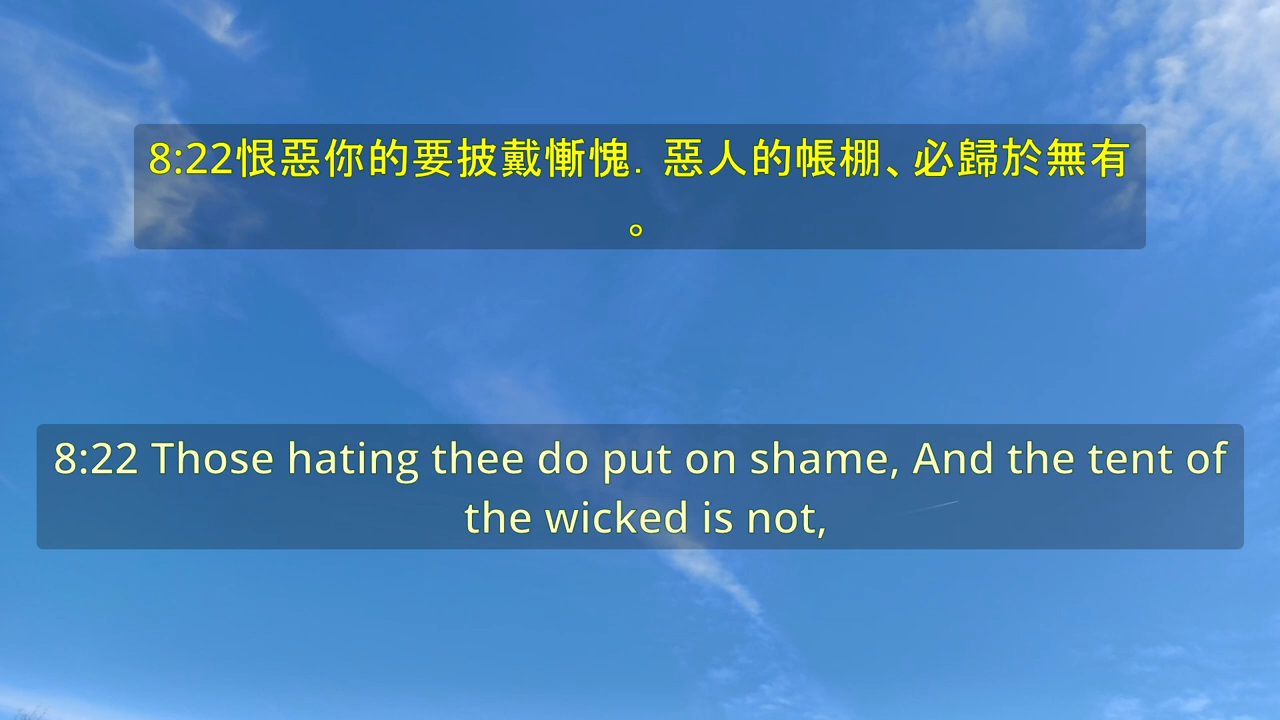 8:22恨惡你的要披戴慚愧．惡人的帳棚、必歸於無有
。
8:22 Those hating thee do put on shame, And the tent of
the wicked is not,